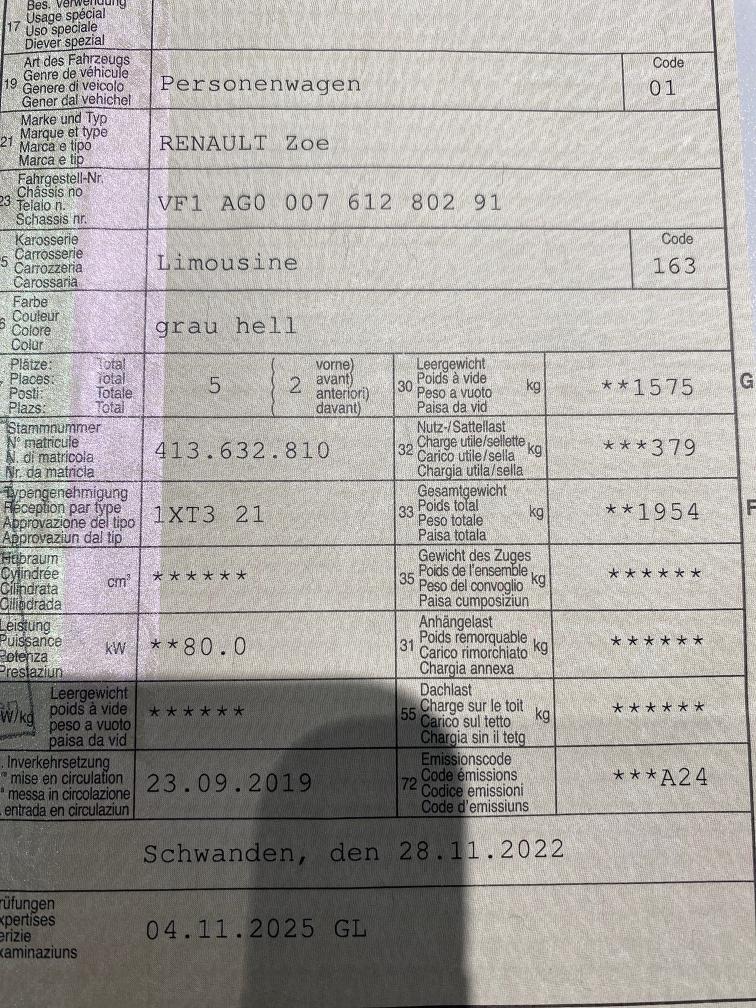 Bes. Verwendung
17 Usage spécial
Uso speciale
Diever spezial
Art des Fahrzeugs
19 Genre de véhicule
Genere di veicolo
Gener dal vehichel
Personenwagen
Code
01
Marke und Typ
21 Marque et type
Marca e tipo
Marca e tip
RENAULT Zoe
Fahrgestell-Nr.
23 Châssis no
Telaio n.
Schassis nr.
VF1 AG0 007 612 802 91
Karosserie
5 Carrosserie
Carrozzeria
Carossaria
Limousine
Code
163
Farbe
6 Couleur
Colore
Colur
grau hell
Plätze: Total
Places: Total
Posti: Totale
Plazs: Total
5 ( 2 vorne)
avant)
anteriori)
davant)
Leergewicht
30 Poids à vide kg
Peso a vuoto
Paisa da vid
**1575
G
Stammnummer
N° matricule
N. di matricola
Nr. da matricla
413.632.810
Nutz-/Sattellast
32 Charge utile/sellette kg
Carico utile/sella
Chargia utila/sella
***379
Typengenehmigung
Réception par type
Approvazione del tipo
Approvaziun dal tip
1XT3 21
Gesamtgewicht
33 Poids total kg
Peso totale
Paisa totala
**1954
F
Hubraum
Cylindrée cm³
Cilindrata
Cilindrada
******
Gewicht des Zuges
35 Poids de l'ensemble kg
Peso del convoglio
Paisa cumposiziun
******
Leistung
Puissance kW
Potenza
Prestaziun
**80.0
Anhängelast
31 Poids remorquable kg
Carico rimorchiato
Chargia annexa
******
W/kg Leergewicht
poids à vide
peso a vuoto
paisa da vid
******
Dachlast
55 Charge sur le toit kg
Carico sul tetto
Chargia sin il tetg
******
. Inverkehrsetzung
mise en circulation
messa in circolazione
entrada en circulaziun
23.09.2019
Emissionscode
72 Code émissions
Codice emissioni
Code d'emissiuns
***A24
Schwanden, den 28.11.2022
rüfungen
xpertises
erizie
xaminaziuns
04.11.2025 GL